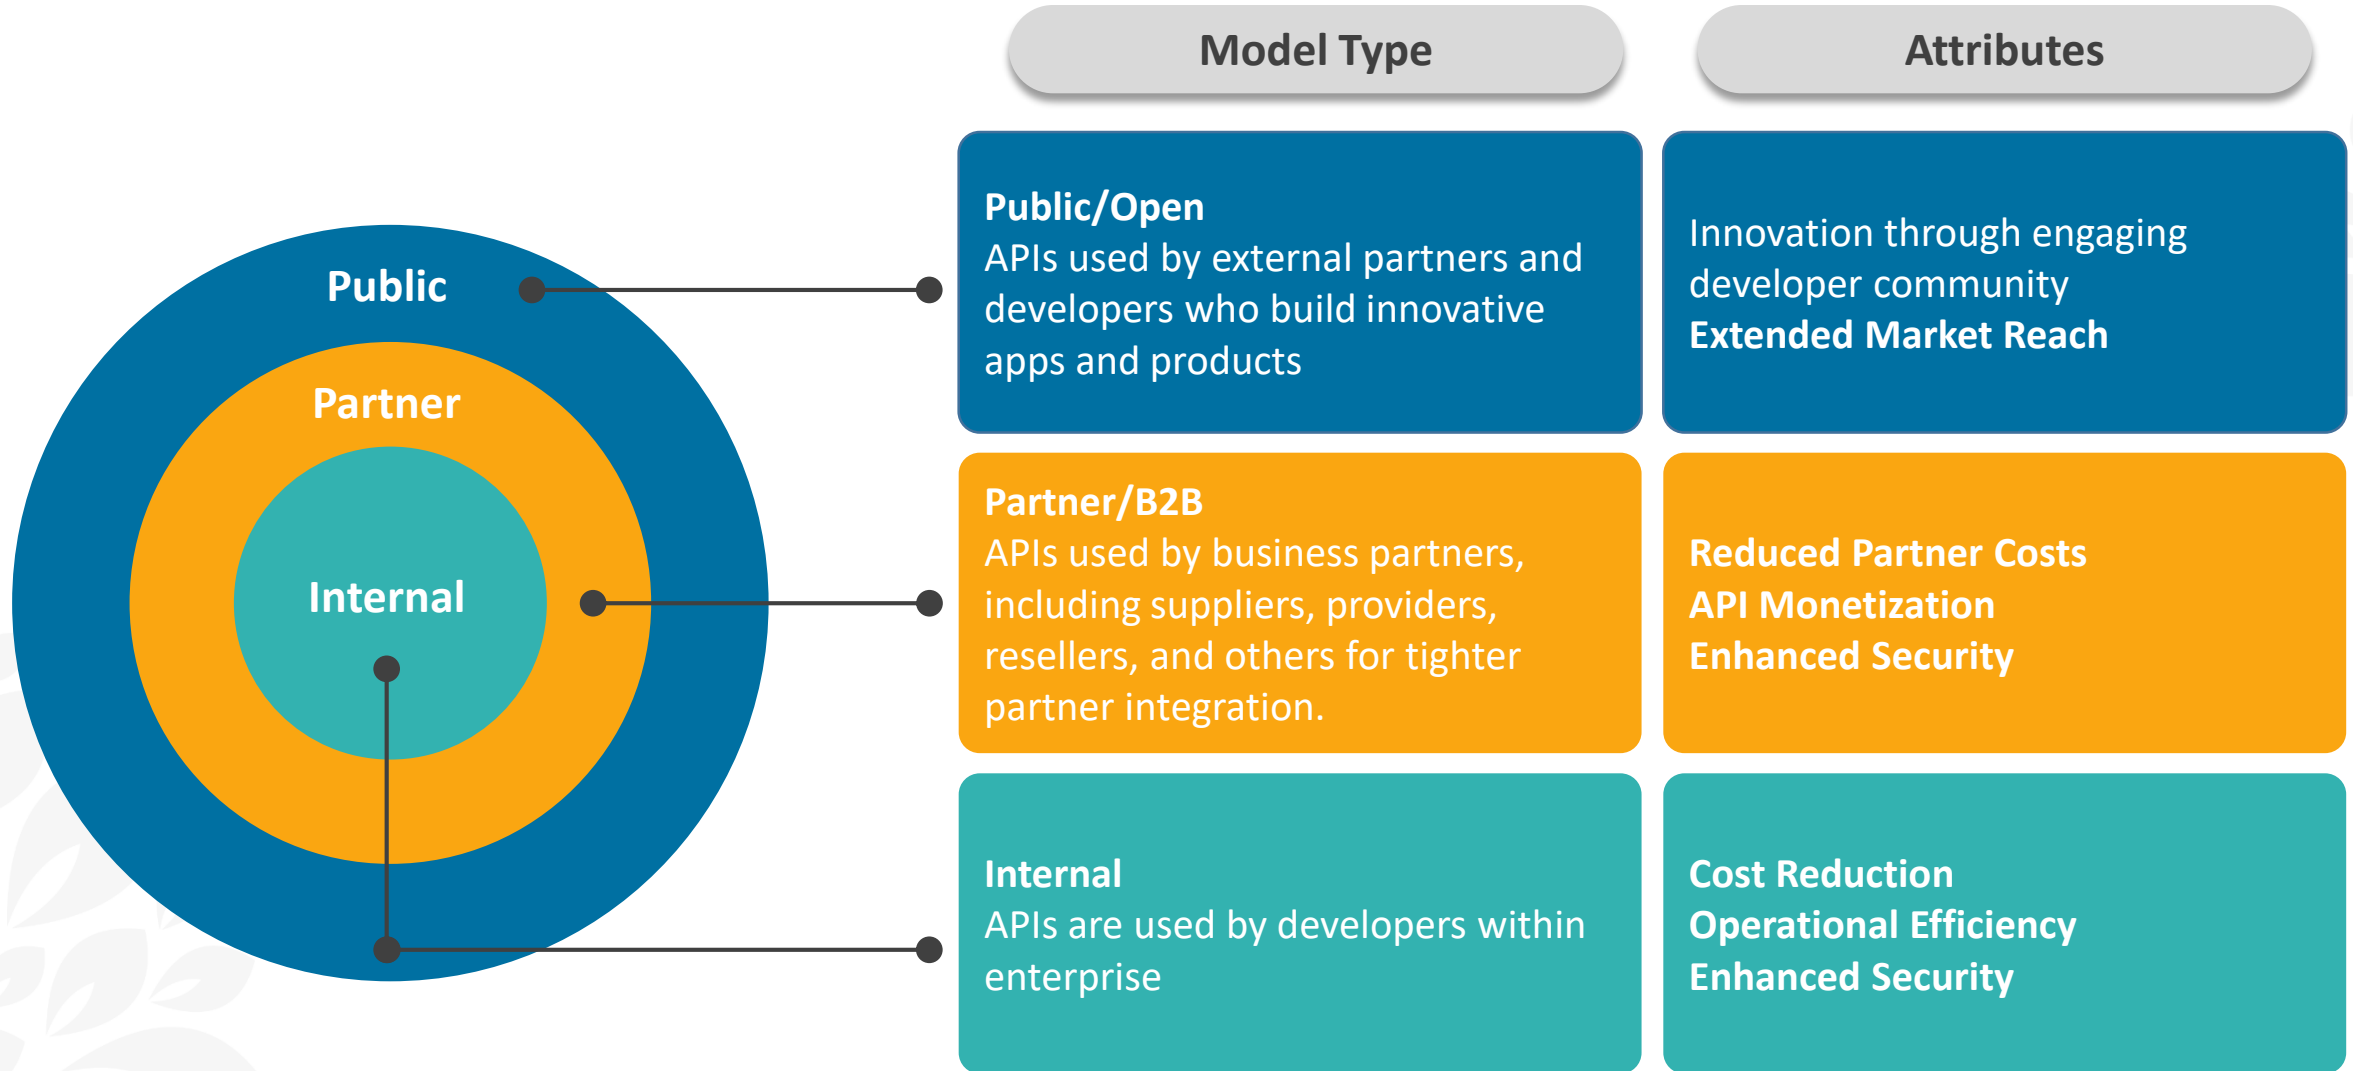 Model Type
Attributes
Public
Partner
Internal
Public/Open
APIs used by external partners and
developers who build innovative
apps and products
Innovation through engaging
developer community
Extended Market Reach
Partner/B2B
APIs used by business partners,
including suppliers, providers,
resellers, and others for tighter
partner integration.
Reduced Partner Costs
API Monetization
Enhanced Security
Internal
APIs are used by developers within
enterprise
Cost Reduction
Operational Efficiency
Enhanced Security